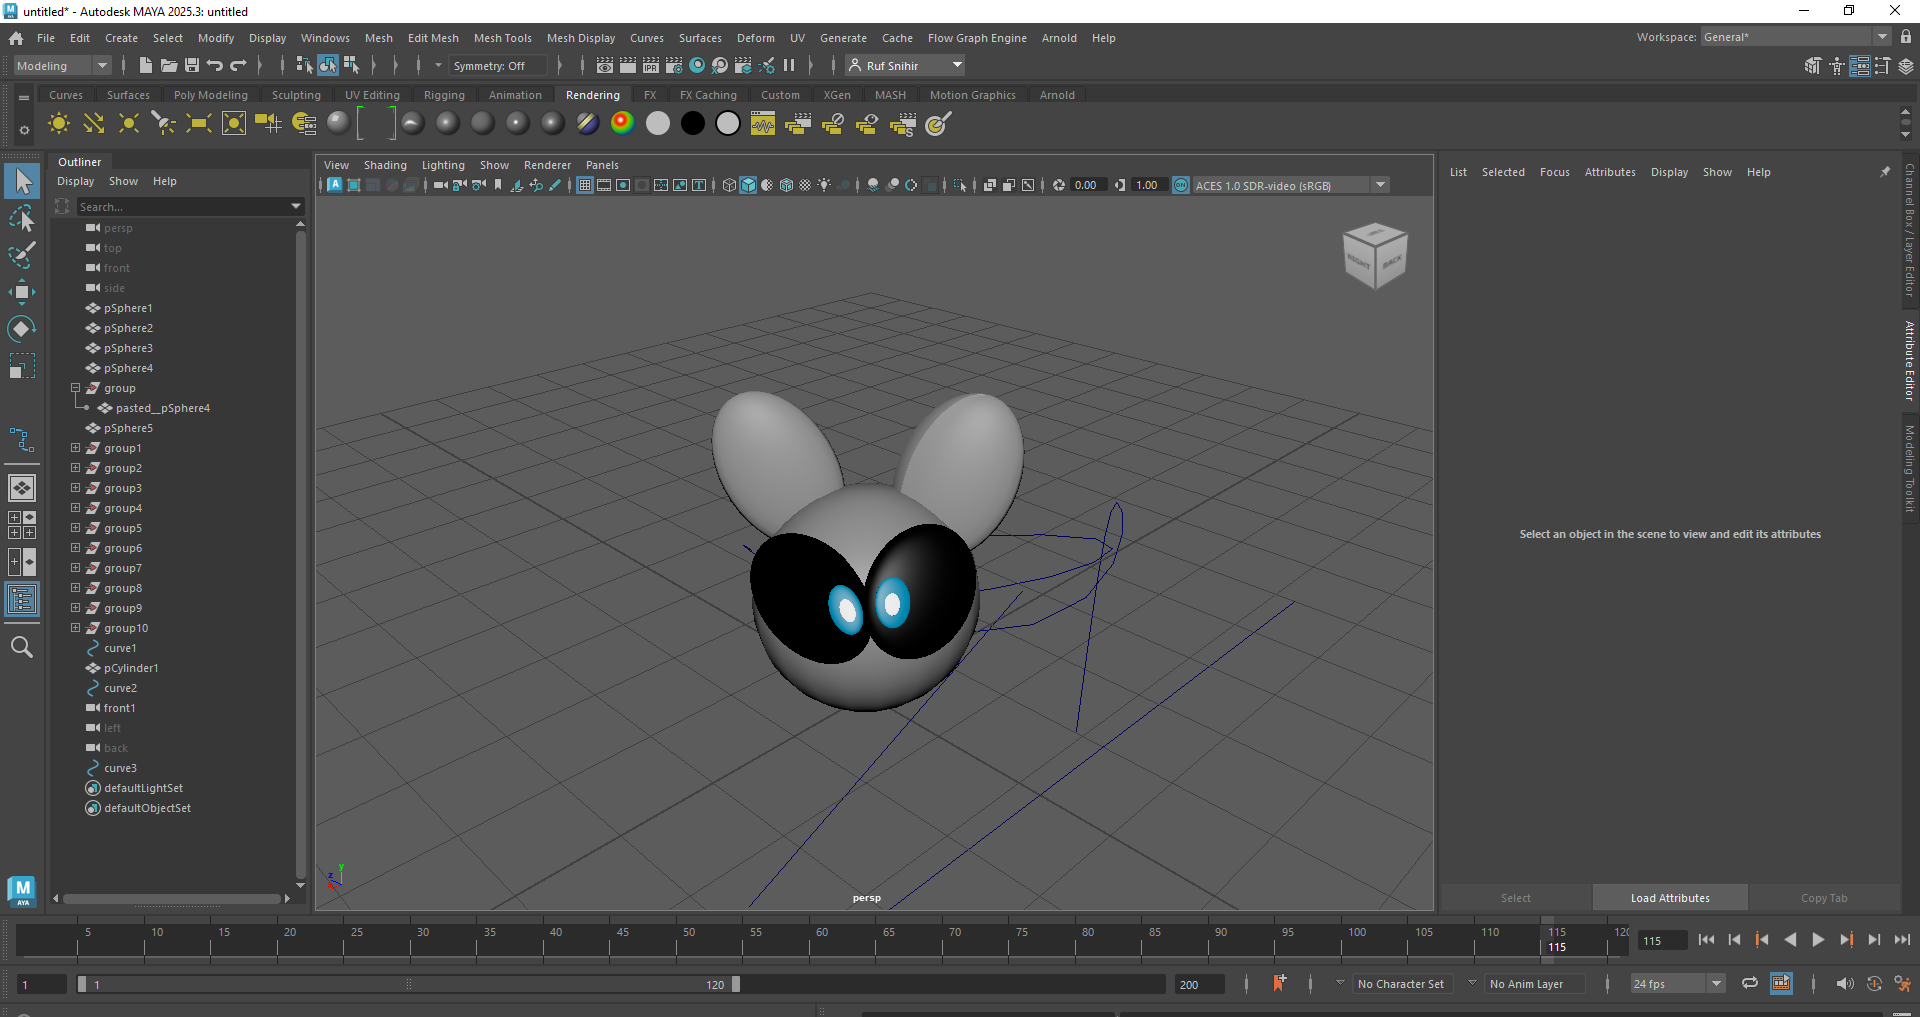 untitled* - Autodesk MAYA 2025.3: untitled
File Edit Create Select Modify Display Windows Mesh Edit Mesh Mesh Tools Mesh Display Curves Surfaces Deform UV Generate Cache Flow Graph Engine Arnold Help
Workspace: General*
Modeling
Symmetry: Off
IPR
Ruf Snihir
Curves Surfaces Poly Modeling Sculpting UV Editing Rigging Animation Rendering FX FX Caching Custom XGen MASH Motion Graphics Arnold
Outliner
Display Show Help
Search...
persp
top
front
side
pSphere1
pSphere2
pSphere3
pSphere4
group
pasted__pSphere4
pSphere5
group1
group2
group3
group4
group5
group6
group7
group8
group9
group10
curve1
pCylinder1
curve2
front1
left
back
curve3
defaultLightSet
defaultObjectSet
View Shading Lighting Show Renderer Panels
0.00
1.00
ACES 1.0 SDR-video (sRGB)
RIGHT
BACK
y
z
persp
List Selected Focus Attributes Display Show Help
Select an object in the scene to view and edit its attributes
Select
Load Attributes
Copy Tab
Channel Box / Layer Editor
Attribute Editor
Modeling Toolkit
M
AYA
5 10 15 20 25 30 35 40 45 50 55 60 65 70 75 80 85 90 95 100 105 110 115 120
115
115
1
1
120
200
No Character Set
No Anim Layer
24 fps